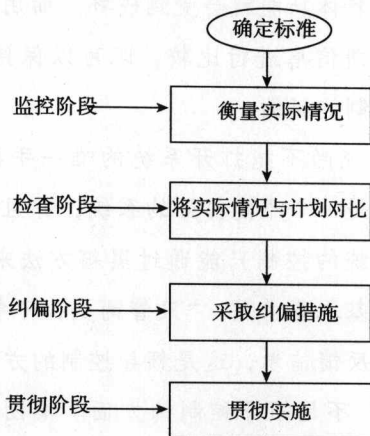 确定标准
监控阶段
衡量实际情况
检查阶段
将实际情况与计划对比
纠偏阶段
采取纠偏措施
贯彻阶段
贯彻实施